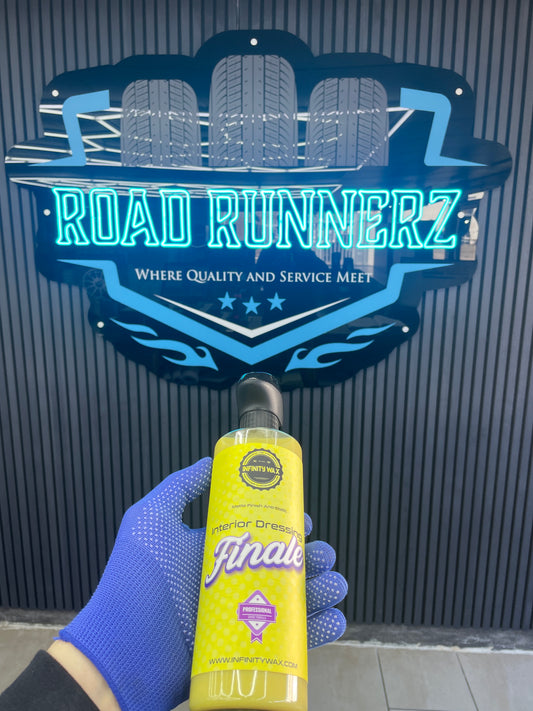 ROAD RUNNERZ
WHERE QUALITY AND SERVICE MEET
INFINITY WAX
Matte Finish Anti Static
Interior Dressing
Finale
PROFESSIONAL
WWW.INFINITYWAX.COM